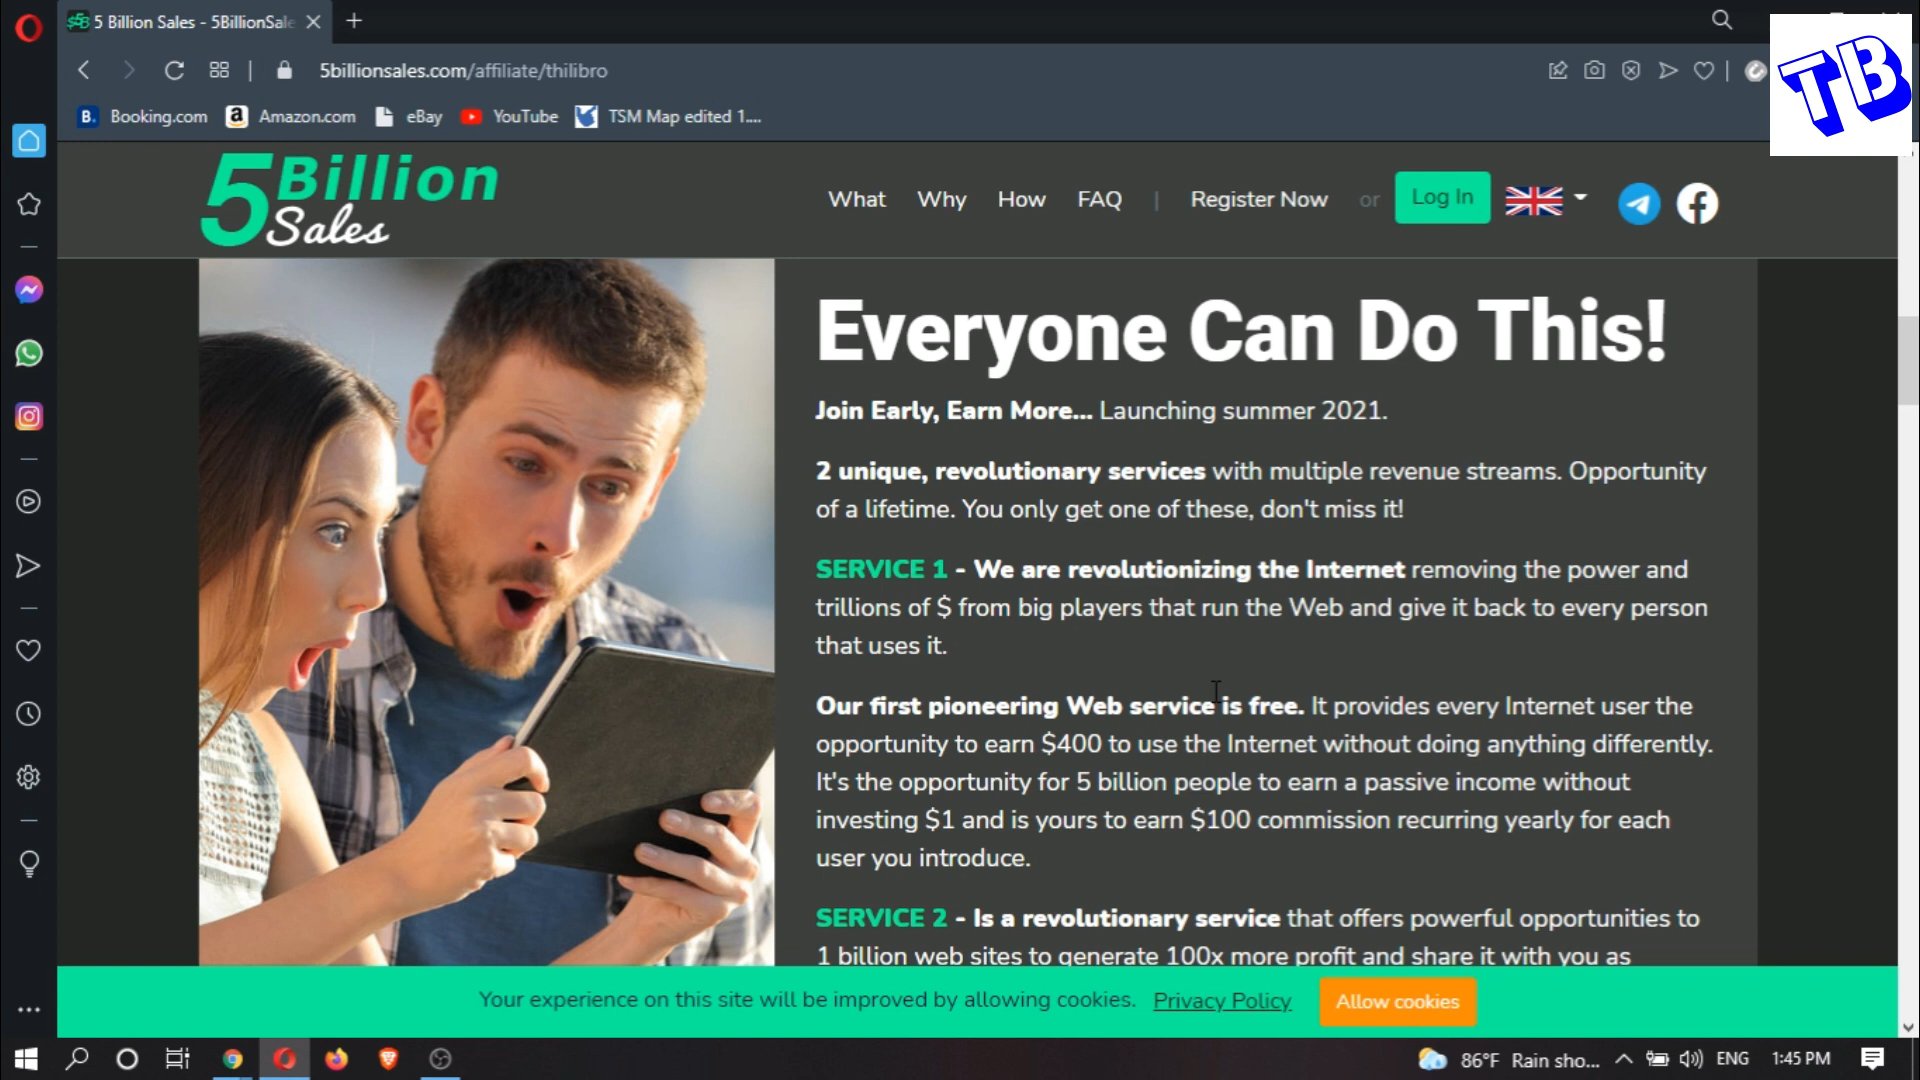 5 Billion Sales - 5BillionSale
5billionsales.com/affiliate/thilibro
B. Booking.com a Amazon.com eBay YouTube TSM Map edited 1....
TB
5 Billion
Sales
What Why How FAQ | Register Now or Log In
Everyone Can Do This!
Join Early, Earn More... Launching summer 2021.
2 unique, revolutionary services with multiple revenue streams. Opportunity
of a lifetime. You only get one of these, don't miss it!
SERVICE 1 - We are revolutionizing the Internet removing the power and
trillions of $ from big players that run the Web and give it back to every person
that uses it.
Our first pioneering Web service is free. It provides every Internet user the
opportunity to earn $400 to use the Internet without doing anything differently.
It's the opportunity for 5 billion people to earn a passive income without
investing $1 and is yours to earn $100 commission recurring yearly for each
user you introduce.
SERVICE 2 - Is a revolutionary service that offers powerful opportunities to
1 billion web sites to generate 100x more profit and share it with you as
Your experience on this site will be improved by allowing cookies. Privacy Policy Allow cookies
86°F Rain sho... ENG 1:45 PM